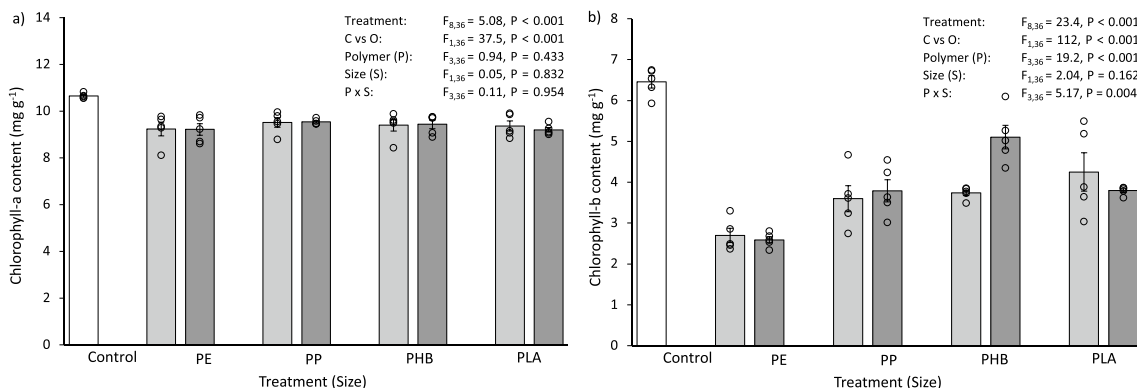 a)
Chlorophyll-a content (mg g⁻¹)
14
12
10
8
6
4
2
0
Treatment: F8,36 = 5.08, P < 0.001
C vs O: F1,36 = 37.5, P < 0.001
Polymer (P): F3,36 = 0.94, P = 0.433
Size (S): F1,36 = 0.05, P = 0.832
P x S: F3,36 = 0.11, P = 0.954
Control PE PP PHB PLA
Treatment (Size)
b)
Chlorophyll-b content (mg g⁻¹)
8
7
6
5
4
3
2
1
0
Treatment: F8,36 = 23.4, P < 0.001
C vs O: F1,36 = 112, P < 0.001
Polymer (P): F3,36 = 19.2, P < 0.001
Size (S): F1,36 = 2.04, P = 0.162
P x S: F3,36 = 5.17, P = 0.004
Control PE PP PHB PLA
Treatment (Size)